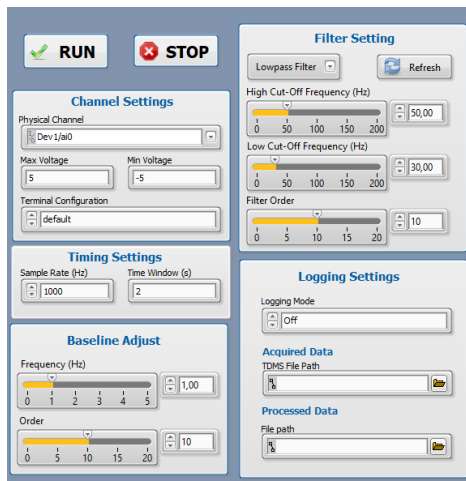 RUN
STOP
Channel Settings
Physical Channel
Dev1/ai0
Max Voltage Min Voltage
5 -5
Terminal Configuration
default
Timing Settings
Sample Rate (Hz) Time Window (s)
1000 2
Baseline Adjust
Frequency (Hz)
1,00
0 1 2 3 4 5
Order
10
0 5 10 15 20
Filter Setting
Lowpass Filter Refresh
High Cut-Off Frequency (Hz)
50,00
0 50 100 150 200
Low Cut-Off Frequency (Hz)
30,00
0 50 100 150 200
Filter Order
10
0 5 10 15 20
Logging Settings
Logging Mode
Off
Acquired Data
TDMS File Path
Processed Data
File path